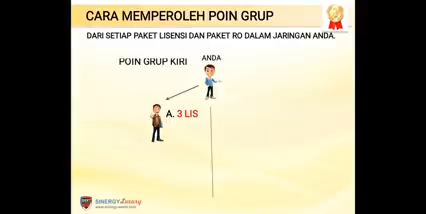 CARA MEMPEROLEH POIN GRUP
DARI SETIAP PAKET LISENSI DAN PAKET RO DALAM JARINGAN ANDA.
POIN GRUP KIRI
ANDA
A. 3 LIS
SINERGY Luxury